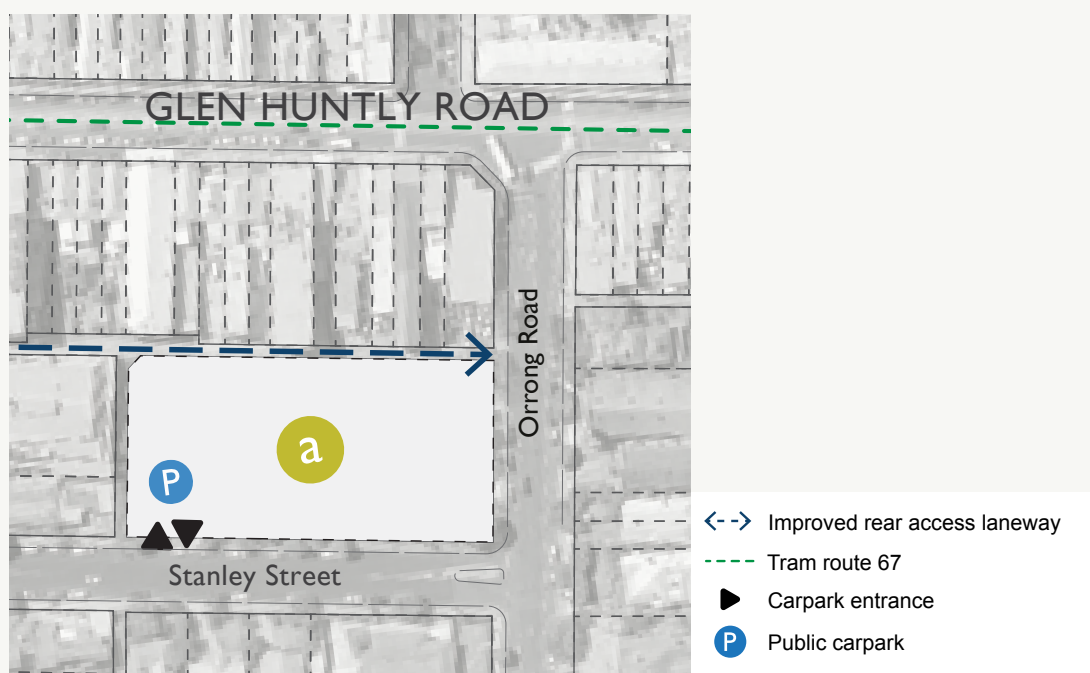 GLEN HUNTLY ROAD
Orrong Road
a
P
Stanley Street
Improved rear access laneway
Tram route 67
Carpark entrance
P
Public carpark